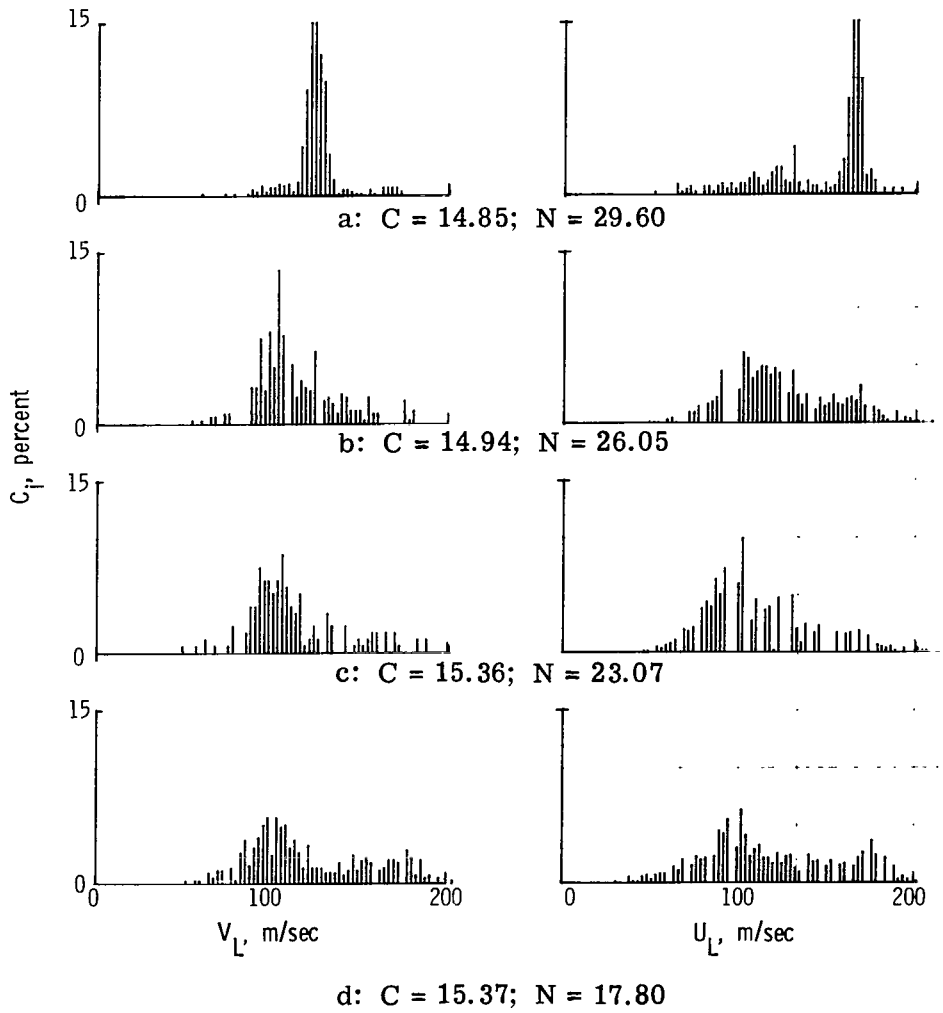 15
0
a: C = 14.85; N = 29.60
15
0
b: C = 14.94; N = 26.05
C_i, percent
15
0
c: C = 15.36; N = 23.07
15
0
0 100 200
0 100 200
V_L, m/sec
U_L, m/sec
d: C = 15.37; N = 17.80